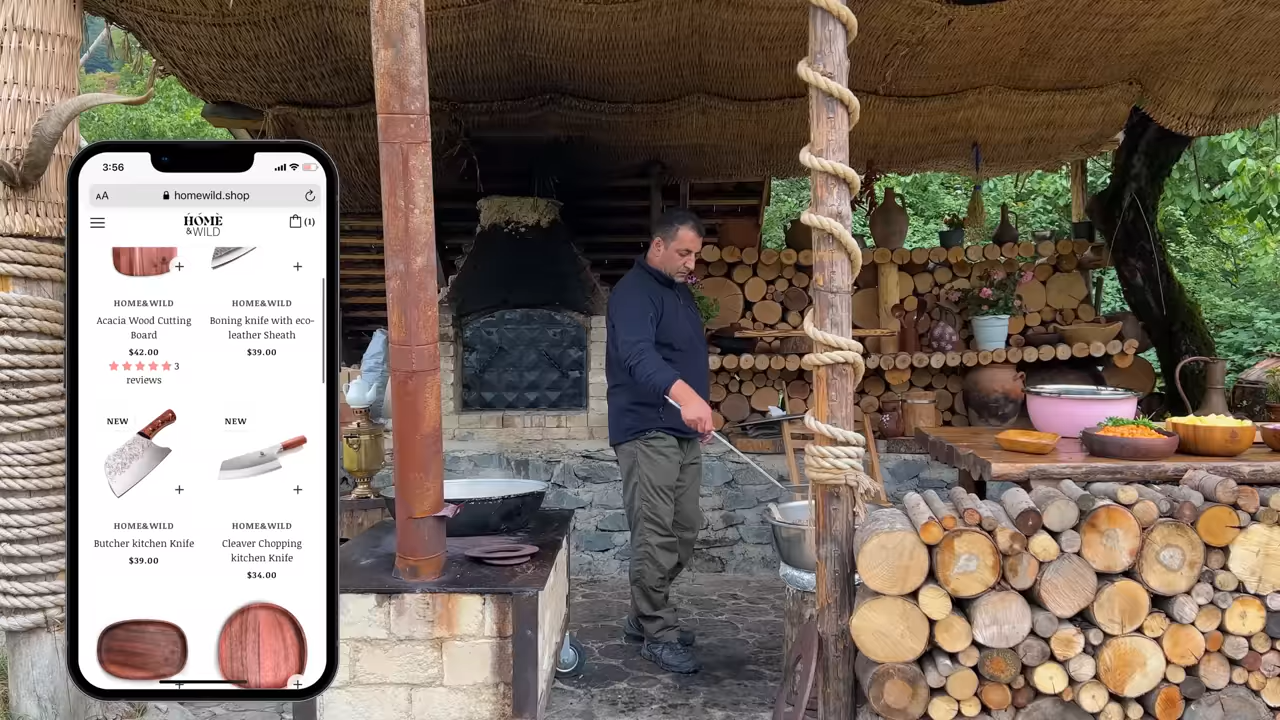 3:56
AA homewild.shop
HOME
&WILD
(1)
HOME&WILD HOME&WILD
Acacia Wood Cutting Boning knife with eco-
Board leather Sheath
$42.00 $39.00
3
reviews
NEW NEW
HOME&WILD HOME&WILD
Butcher kitchen Knife Cleaver Chopping
kitchen Knife
$39.00 $34.00